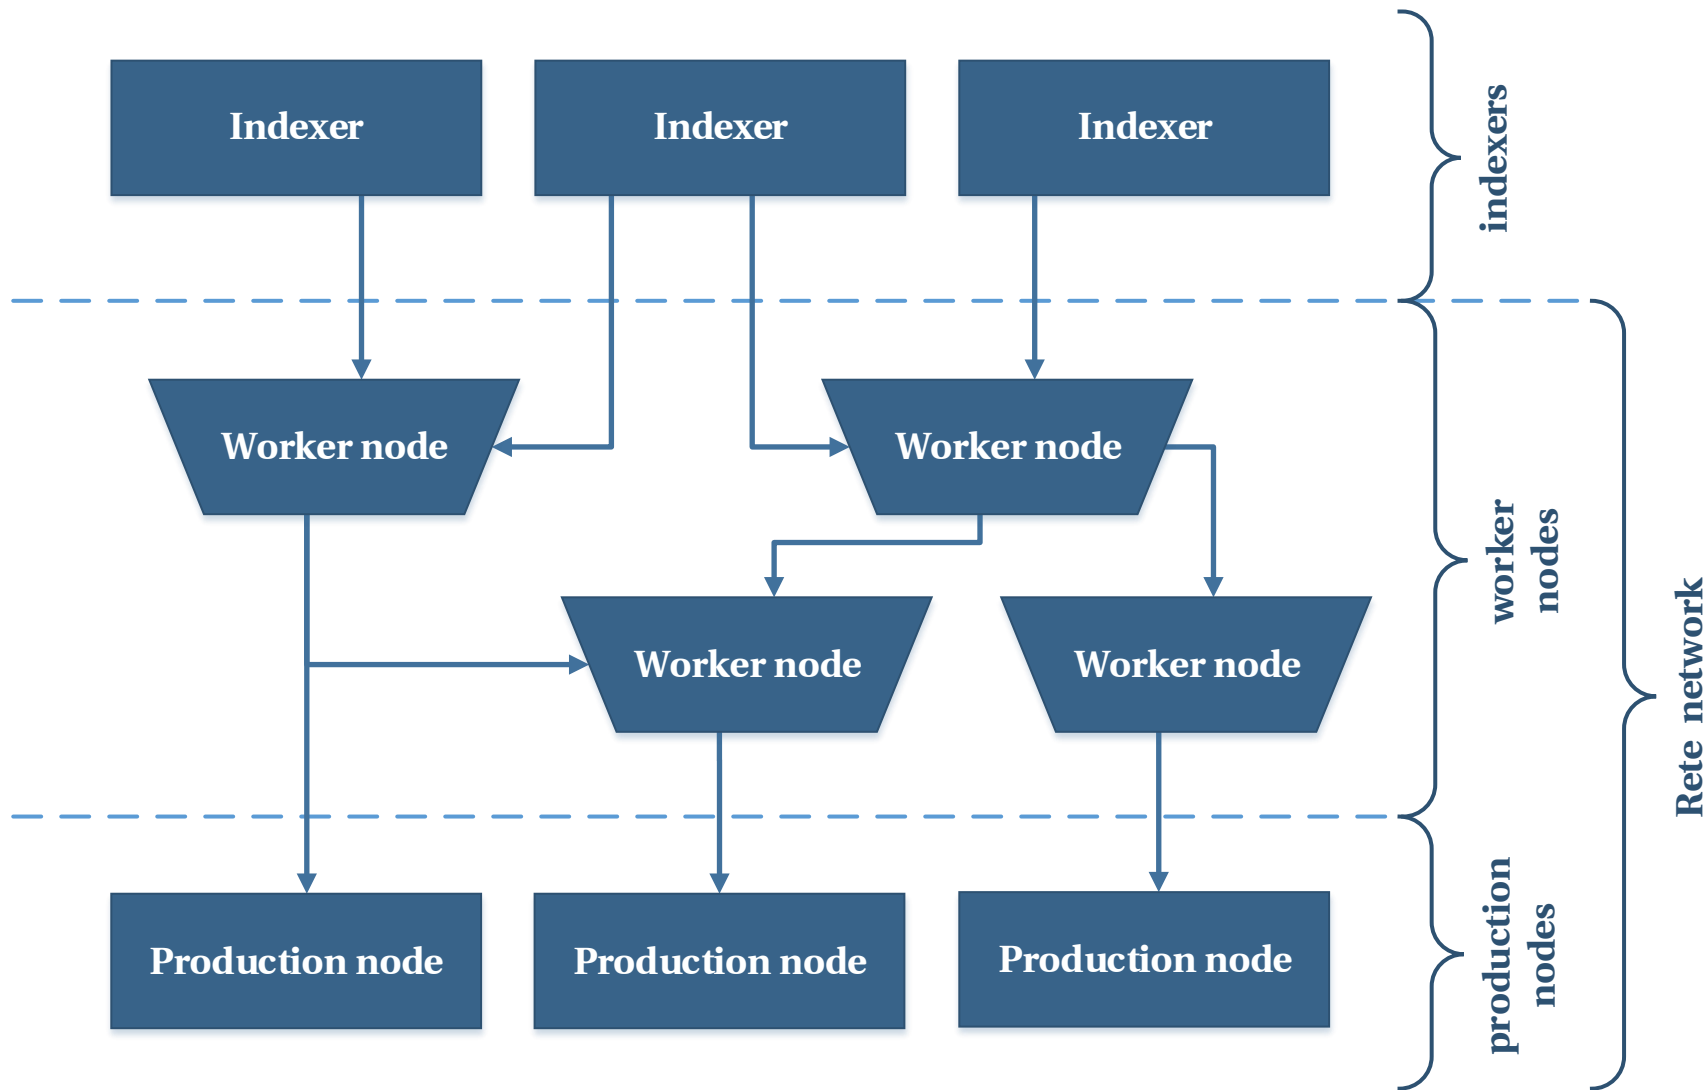 Indexer
Indexer
Indexer
indexers
Worker node
Worker node
worker
nodes
Worker node
Worker node
Rete network
Production node
Production node
Production node
production
nodes